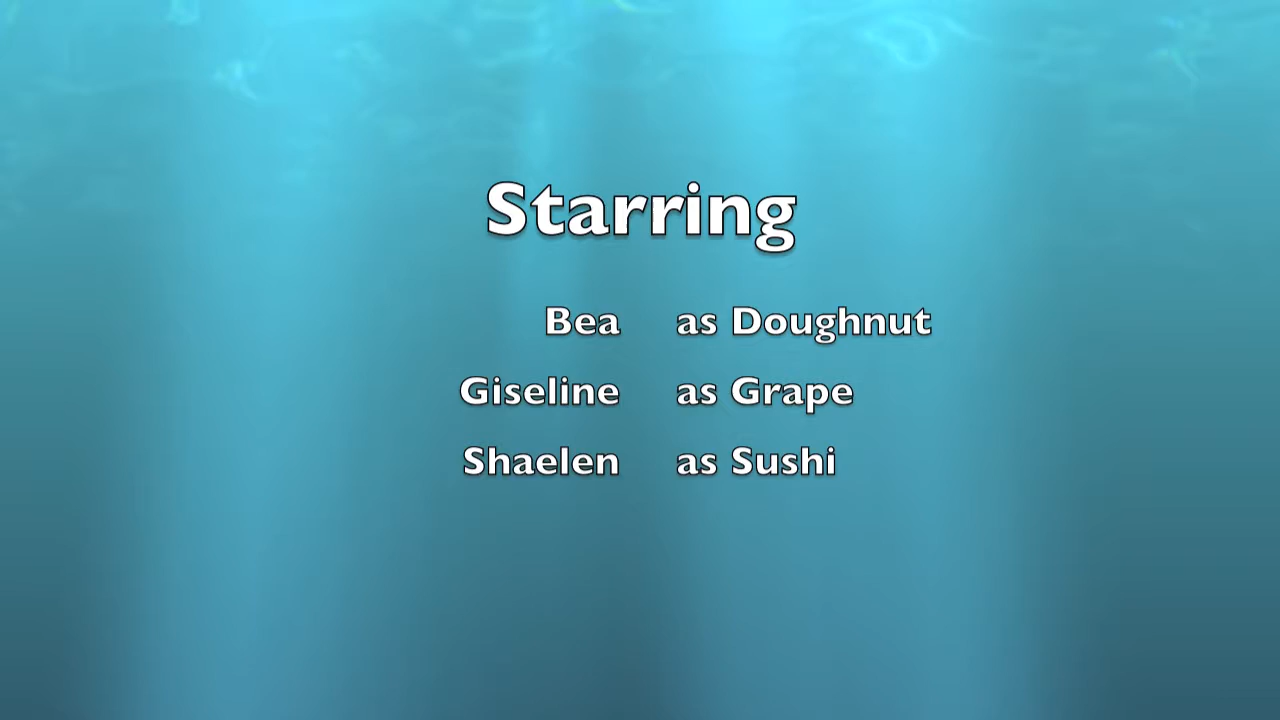 Starring
Bea as Doughnut
Giseline as Grape
Shaelen as Sushi